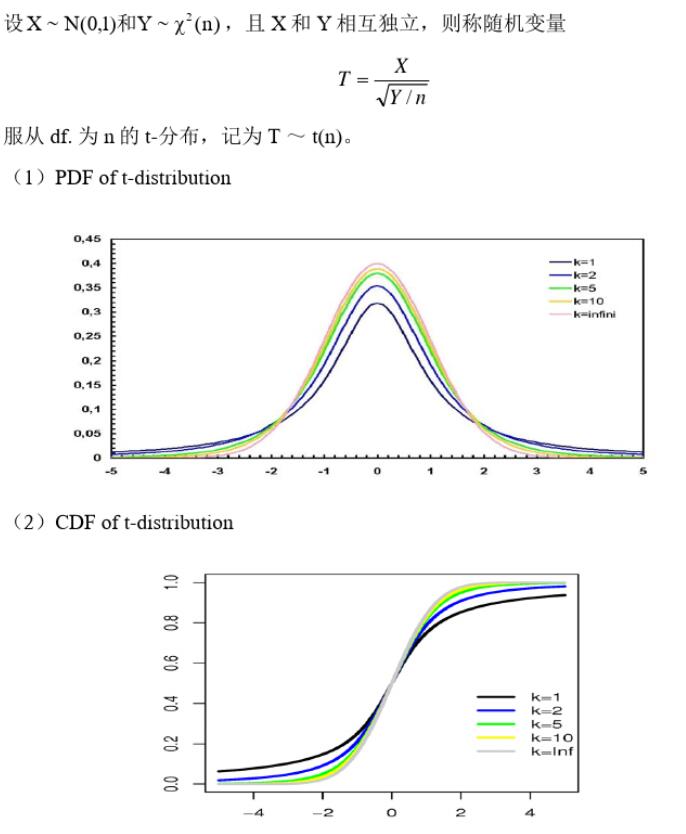 设X ~ N(0,1)和Y ~ χ²(n)，且 X 和 Y 相互独立，则称随机变量
T = X / √(Y / n)
服从 df. 为 n 的 t-分布，记为 T ～ t(n)。
（1）PDF of t-distribution
0,45
0,4
0,35
0,3
0,25
0,2
0,15
0,1
0,05
0
-5 -4 -3 -2 -1 0 1 2 3 4 5
k=1
k=2
k=5
k=10
k=infini
（2）CDF of t-distribution
1.0
0.8
0.6
0.4
0.2
0.0
−4 −2 0 2 4
k=1
k=2
k=5
k=10
k=Inf